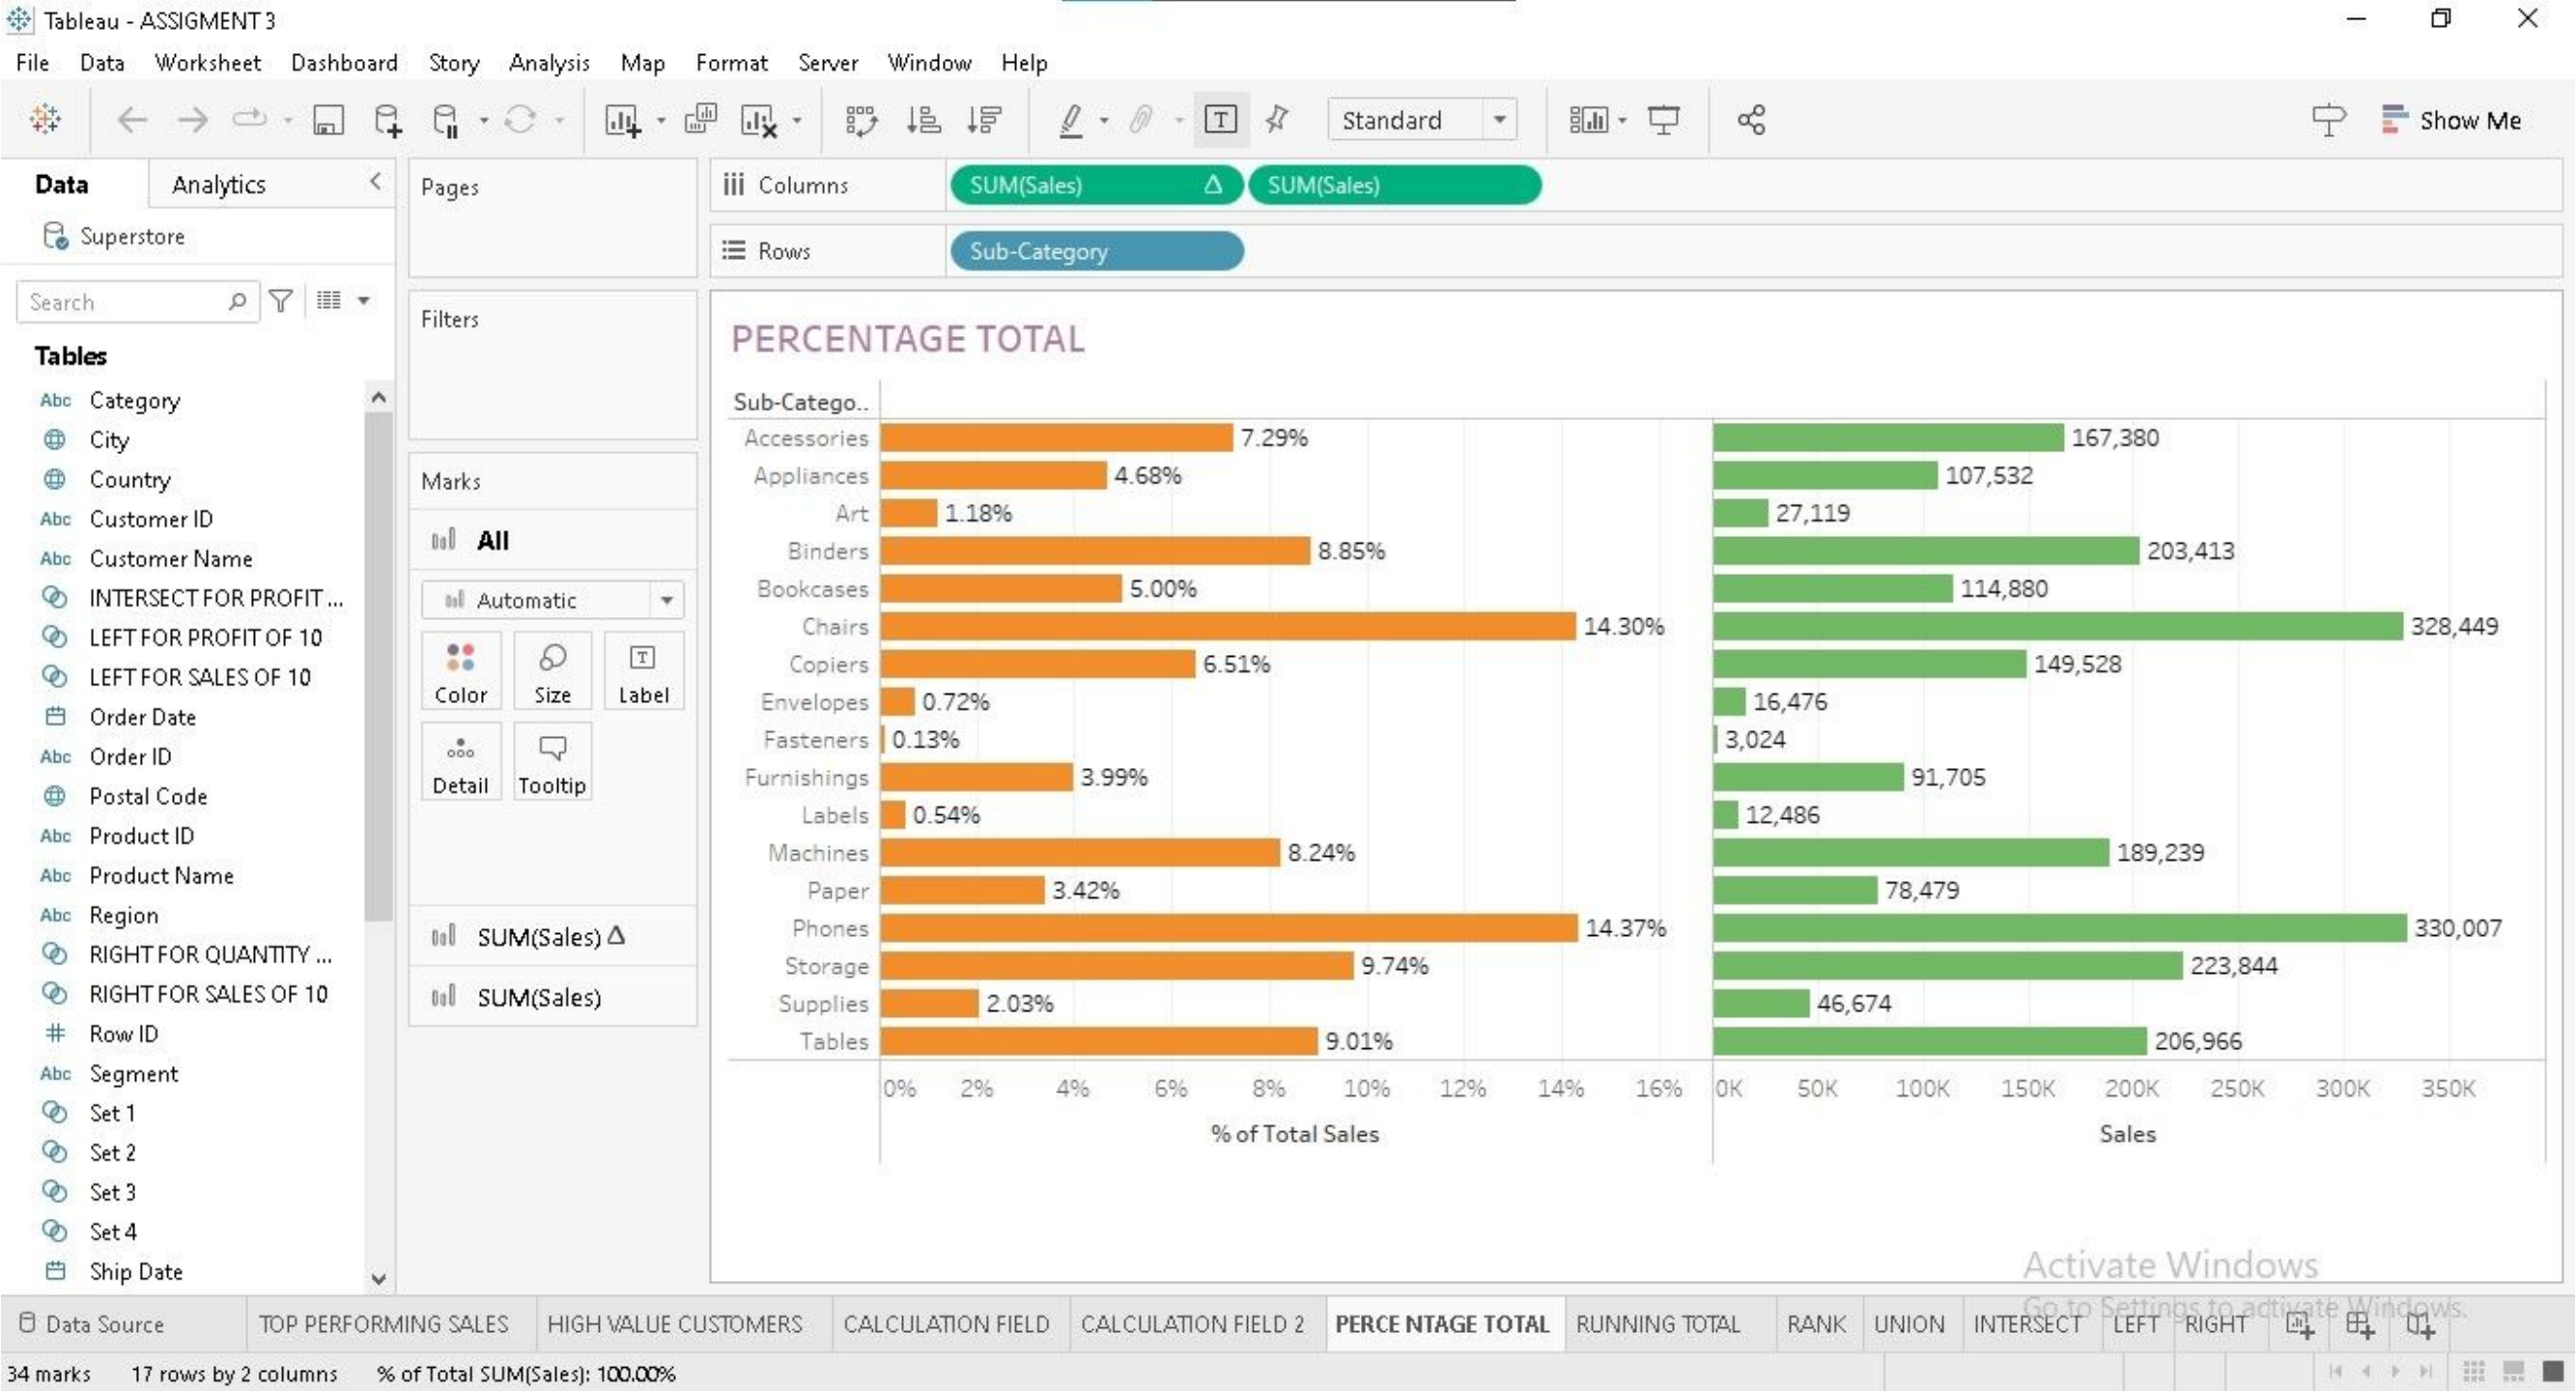 Tableau - ASSIGMENT 3
File Data Worksheet Dashboard Story Analysis Map Format Server Window Help
Standard
Show Me
Data Analytics
Superstore
Search
Tables
Abc Category
City
Country
Abc Customer ID
Abc Customer Name
INTERSECT FOR PROFIT ...
LEFT FOR PROFIT OF 10
LEFT FOR SALES OF 10
Order Date
Abc Order ID
Postal Code
Abc Product ID
Abc Product Name
Abc Region
RIGHT FOR QUANTITY ...
RIGHT FOR SALES OF 10
# Row ID
Abc Segment
Set 1
Set 2
Set 3
Set 4
Ship Date
Pages
Filters
Marks
All
Automatic
Color Size Label
Detail Tooltip
SUM(Sales) Δ
SUM(Sales)
Columns SUM(Sales) Δ SUM(Sales)
Rows Sub-Category
PERCENTAGE TOTAL
Sub-Catego..
Accessories 7.29% 167,380
Appliances 4.68% 107,532
Art 1.18% 27,119
Binders 8.85% 203,413
Bookcases 5.00% 114,880
Chairs 14.30% 328,449
Copiers 6.51% 149,528
Envelopes 0.72% 16,476
Fasteners 0.13% 3,024
Furnishings 3.99% 91,705
Labels 0.54% 12,486
Machines 8.24% 189,239
Paper 3.42% 78,479
Phones 14.37% 330,007
Storage 9.74% 223,844
Supplies 2.03% 46,674
Tables 9.01% 206,966
0% 2% 4% 6% 8% 10% 12% 14% 16% 0K 50K 100K 150K 200K 250K 300K 350K
% of Total Sales Sales
Activate Windows
Go to Settings to activate Windows.
Data Source TOP PERFORMING SALES HIGH VALUE CUSTOMERS CALCULATION FIELD CALCULATION FIELD 2 PERCE NTAGE TOTAL RUNNING TOTAL RANK UNION INTERSECT LEFT RIGHT
34 marks 17 rows by 2 columns % of Total SUM(Sales): 100.00%